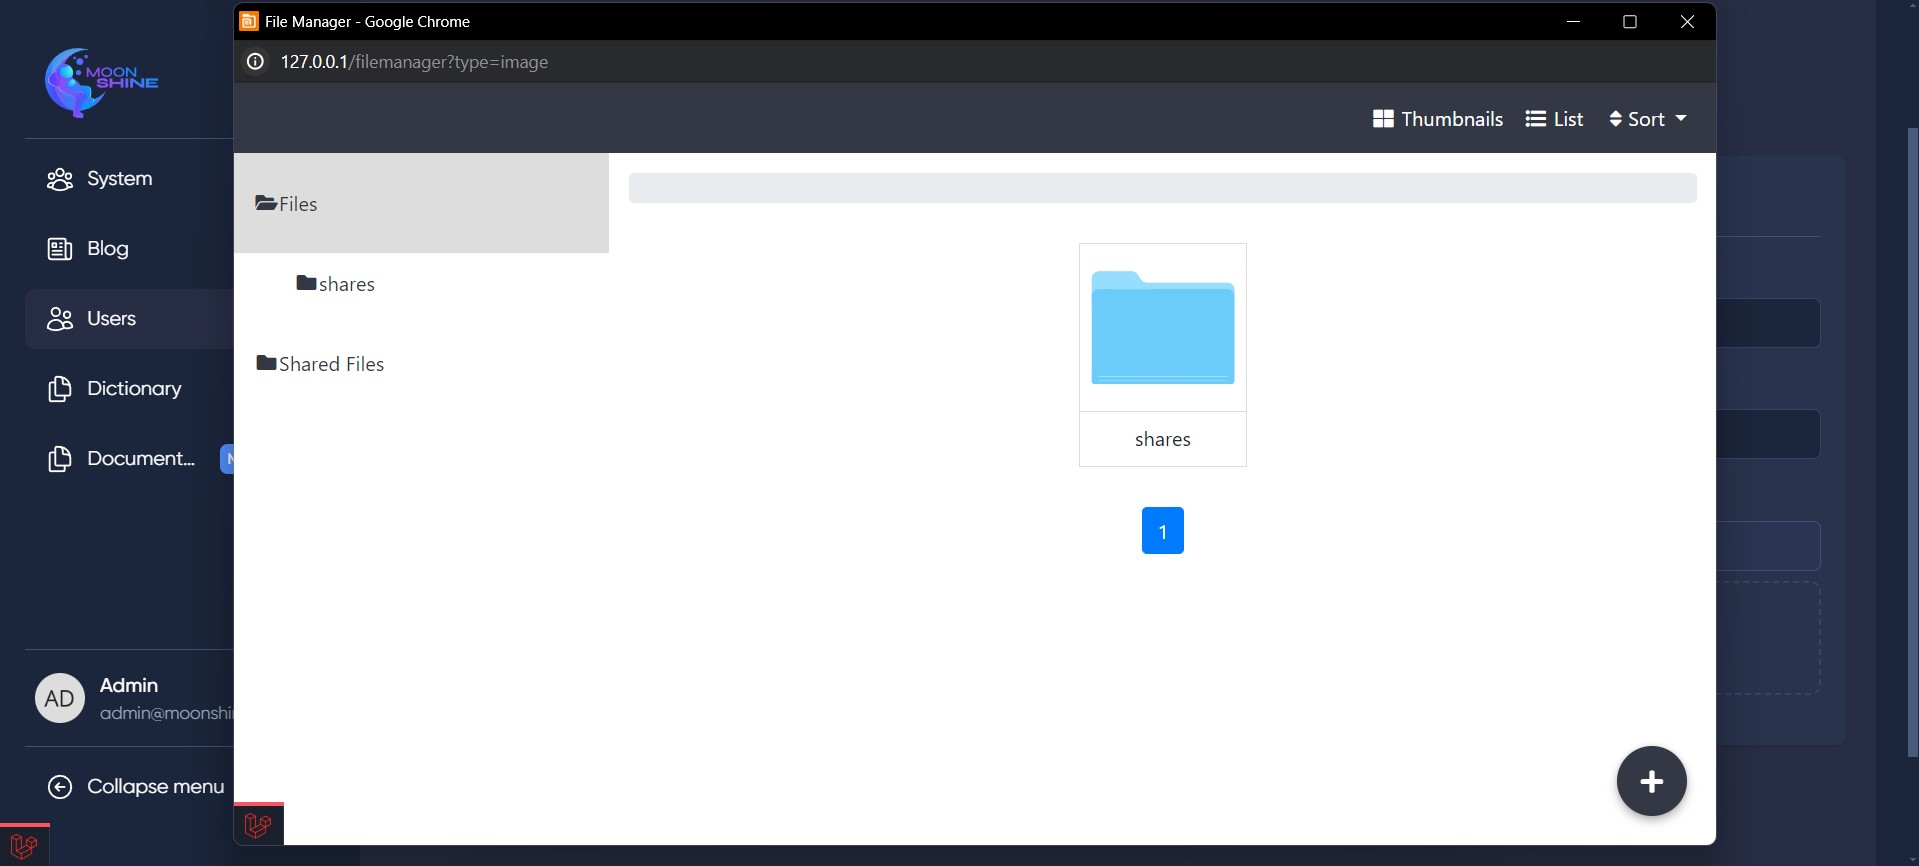 File Manager - Google Chrome
127.0.0.1/filemanager?type=image
MOON
SHINE
Thumbnails List Sort
System
Blog
Users
Dictionary
Document...
N
Files
shares
Shared Files
shares
1
AD
Admin
admin@moonshi
Collapse menu